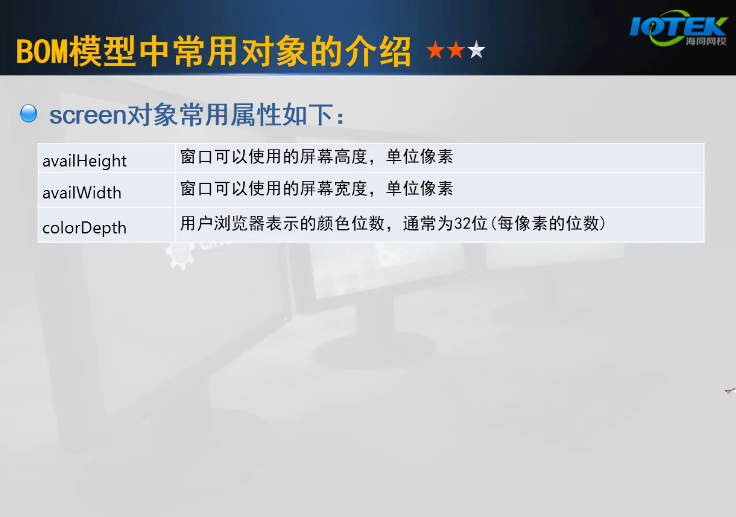 BOM模型中常用对象的介绍
IOTEK
海同网校
screen对象常用属性如下：
availHeight 窗口可以使用的屏幕高度，单位像素
availWidth 窗口可以使用的屏幕宽度，单位像素
colorDepth 用户浏览器表示的颜色位数，通常为32位(每像素的位数)